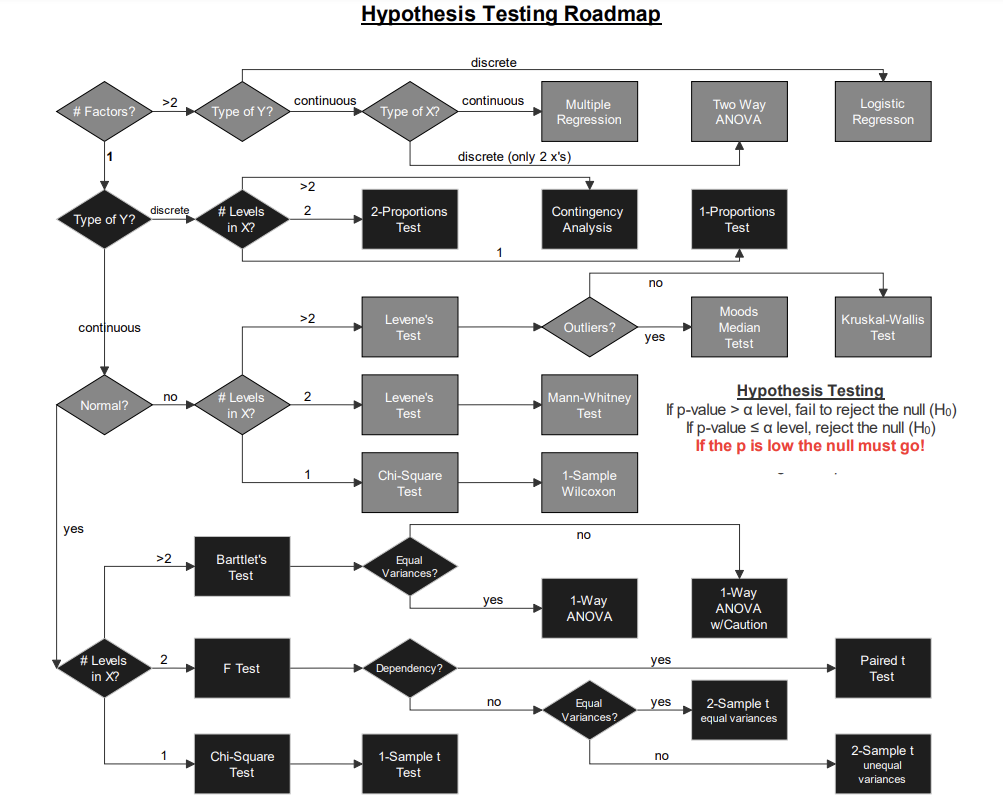 Hypothesis Testing Roadmap
discrete
# Factors?
>2
Type of Y?
continuous
Type of X?
continuous
Multiple
Regression
Two Way
ANOVA
Logistic
Regresson
discrete (only 2 x's)
1
Type of Y?
discrete
# Levels
in X?
>2
2
2-Proportions
Test
Contingency
Analysis
1-Proportions
Test
1
continuous
no
>2
Levene's
Test
Outliers?
yes
Moods
Median
Tetst
Kruskal-Wallis
Test
Normal?
no
# Levels
in X?
2
Levene's
Test
Mann-Whitney
Test
Hypothesis Testing
If p-value > α level, fail to reject the null (H0)
If p-value ≤ α level, reject the null (H0)
If the p is low the null must go!
1
Chi-Square
Test
1-Sample
Wilcoxon
yes
>2
Barttlet's
Test
Equal
Variances?
no
yes
1-Way
ANOVA
1-Way
ANOVA
w/Caution
# Levels
in X?
2
F Test
Dependency?
yes
Paired t
Test
no
Equal
Variances?
yes
2-Sample t
equal variances
no
2-Sample t
unequal
variances
1
Chi-Square
Test
1-Sample t
Test